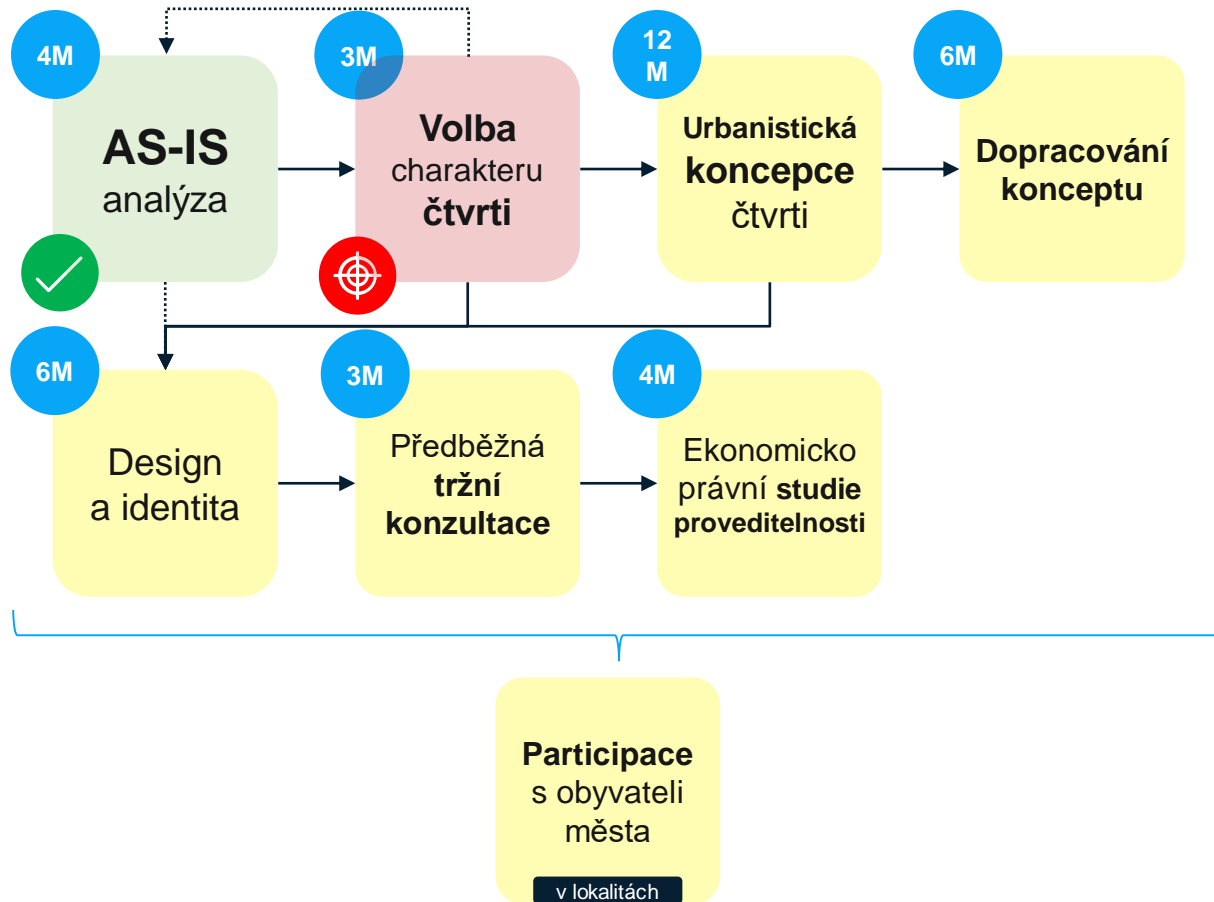 4M
AS-IS
analýza
3M
Volba
charakteru
čtvrti
12
M
Urbanistická
koncepce
čtvrti
6M
Dopracování
konceptu
6M
Design
a identita
3M
Předběžná
tržní
konzultace
4M
Ekonomicko
právní studie
proveditelnosti
Participace
s obyvateli
města
v lokalitách